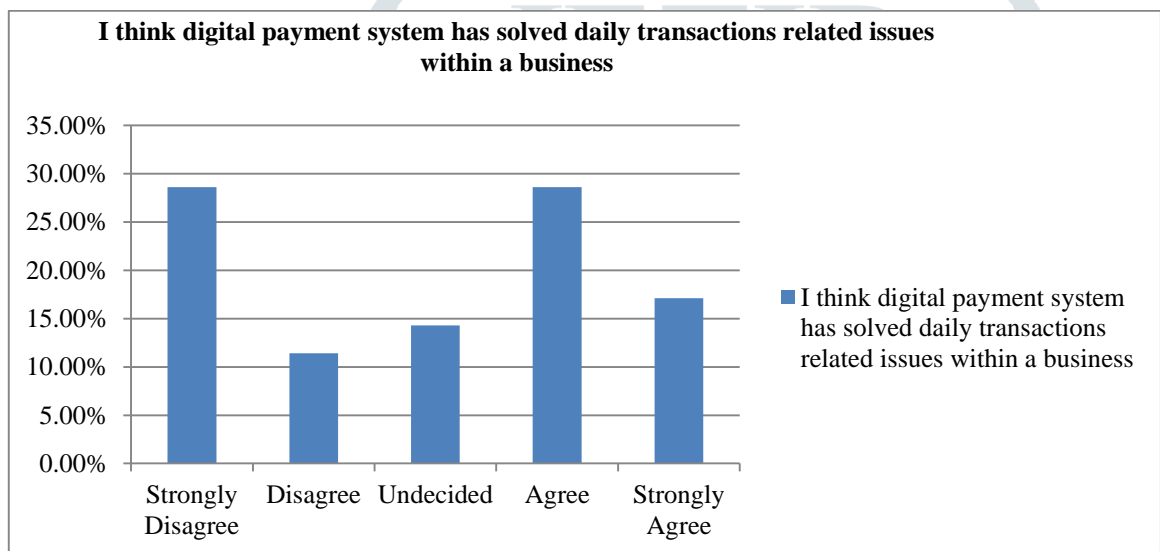 I think digital payment system has solved daily transactions related issues
within a business
35.00%
30.00%
25.00%
20.00%
15.00%
10.00%
5.00%
0.00%
Strongly Disagree
Disagree
Undecided
Agree
Strongly Agree
I think digital payment system
has solved daily transactions
related issues within a business